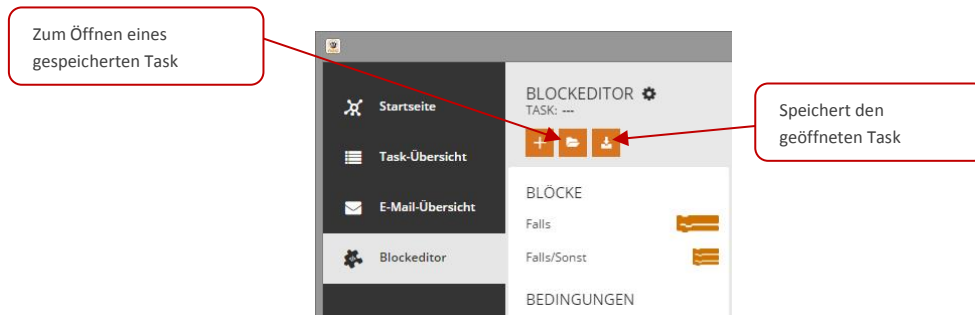 Zum Öffnen eines
gespeicherten Task
Startseite
Task-Übersicht
E-Mail-Übersicht
Blockeditor
BLOCKEDITOR
TASK: ---
BLÖCKE
Falls
Falls/Sonst
BEDINGUNGEN
Speichert den
geöffneten Task